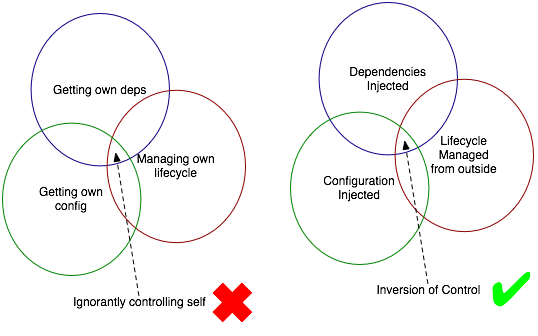 Getting own deps
Managing own
lifecycle
Getting own
config
Ignorantly controlling self
Dependencies
Injected
Lifecycle
Managed
from outside
Configuration
Injected
Inversion of Control